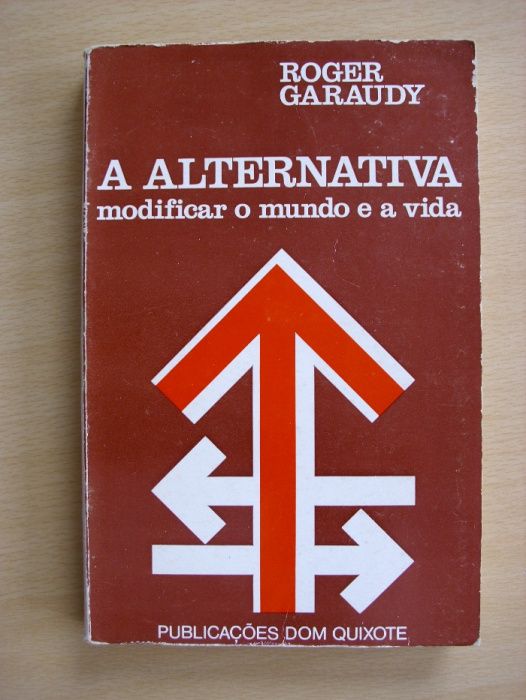 ROGER
GARAUDY
A ALTERNATIVA
modificar o mundo e a vida
PUBLICAÇÕES DOM QUIXOTE